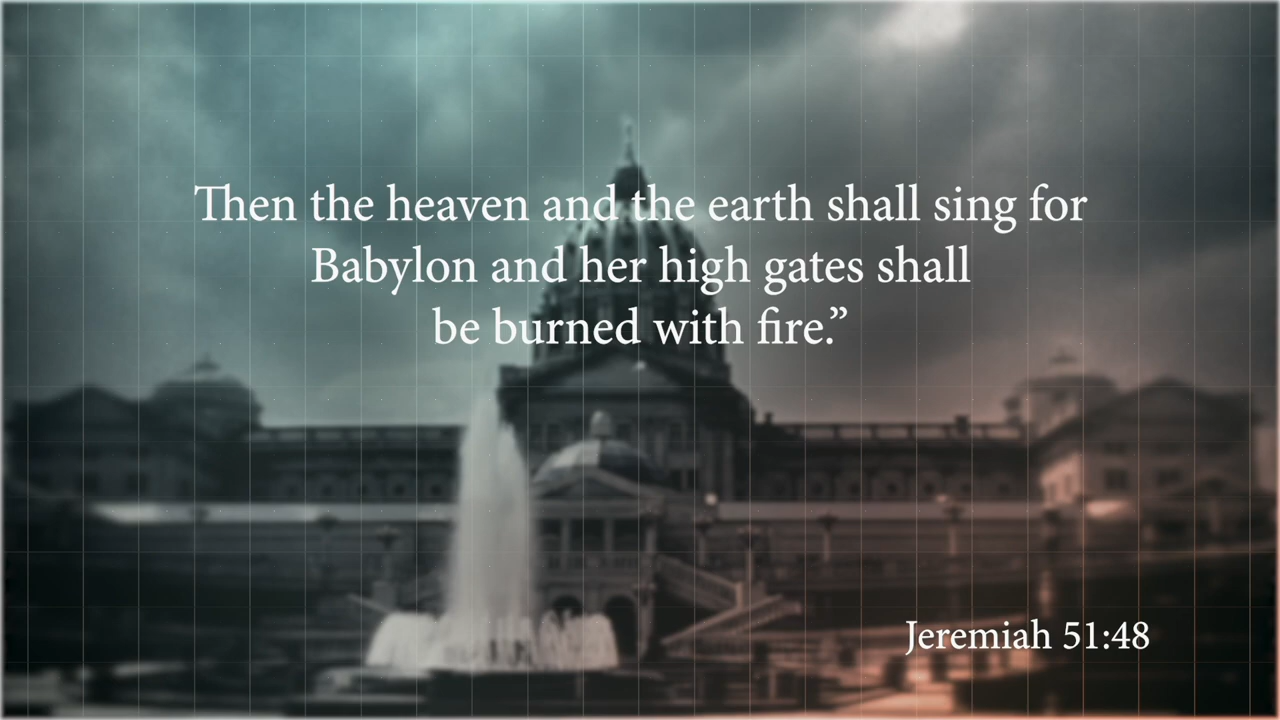 Then the heaven and the earth shall sing for
Babylon and her high gates shall
be burned with fire.”
Jeremiah 51:48